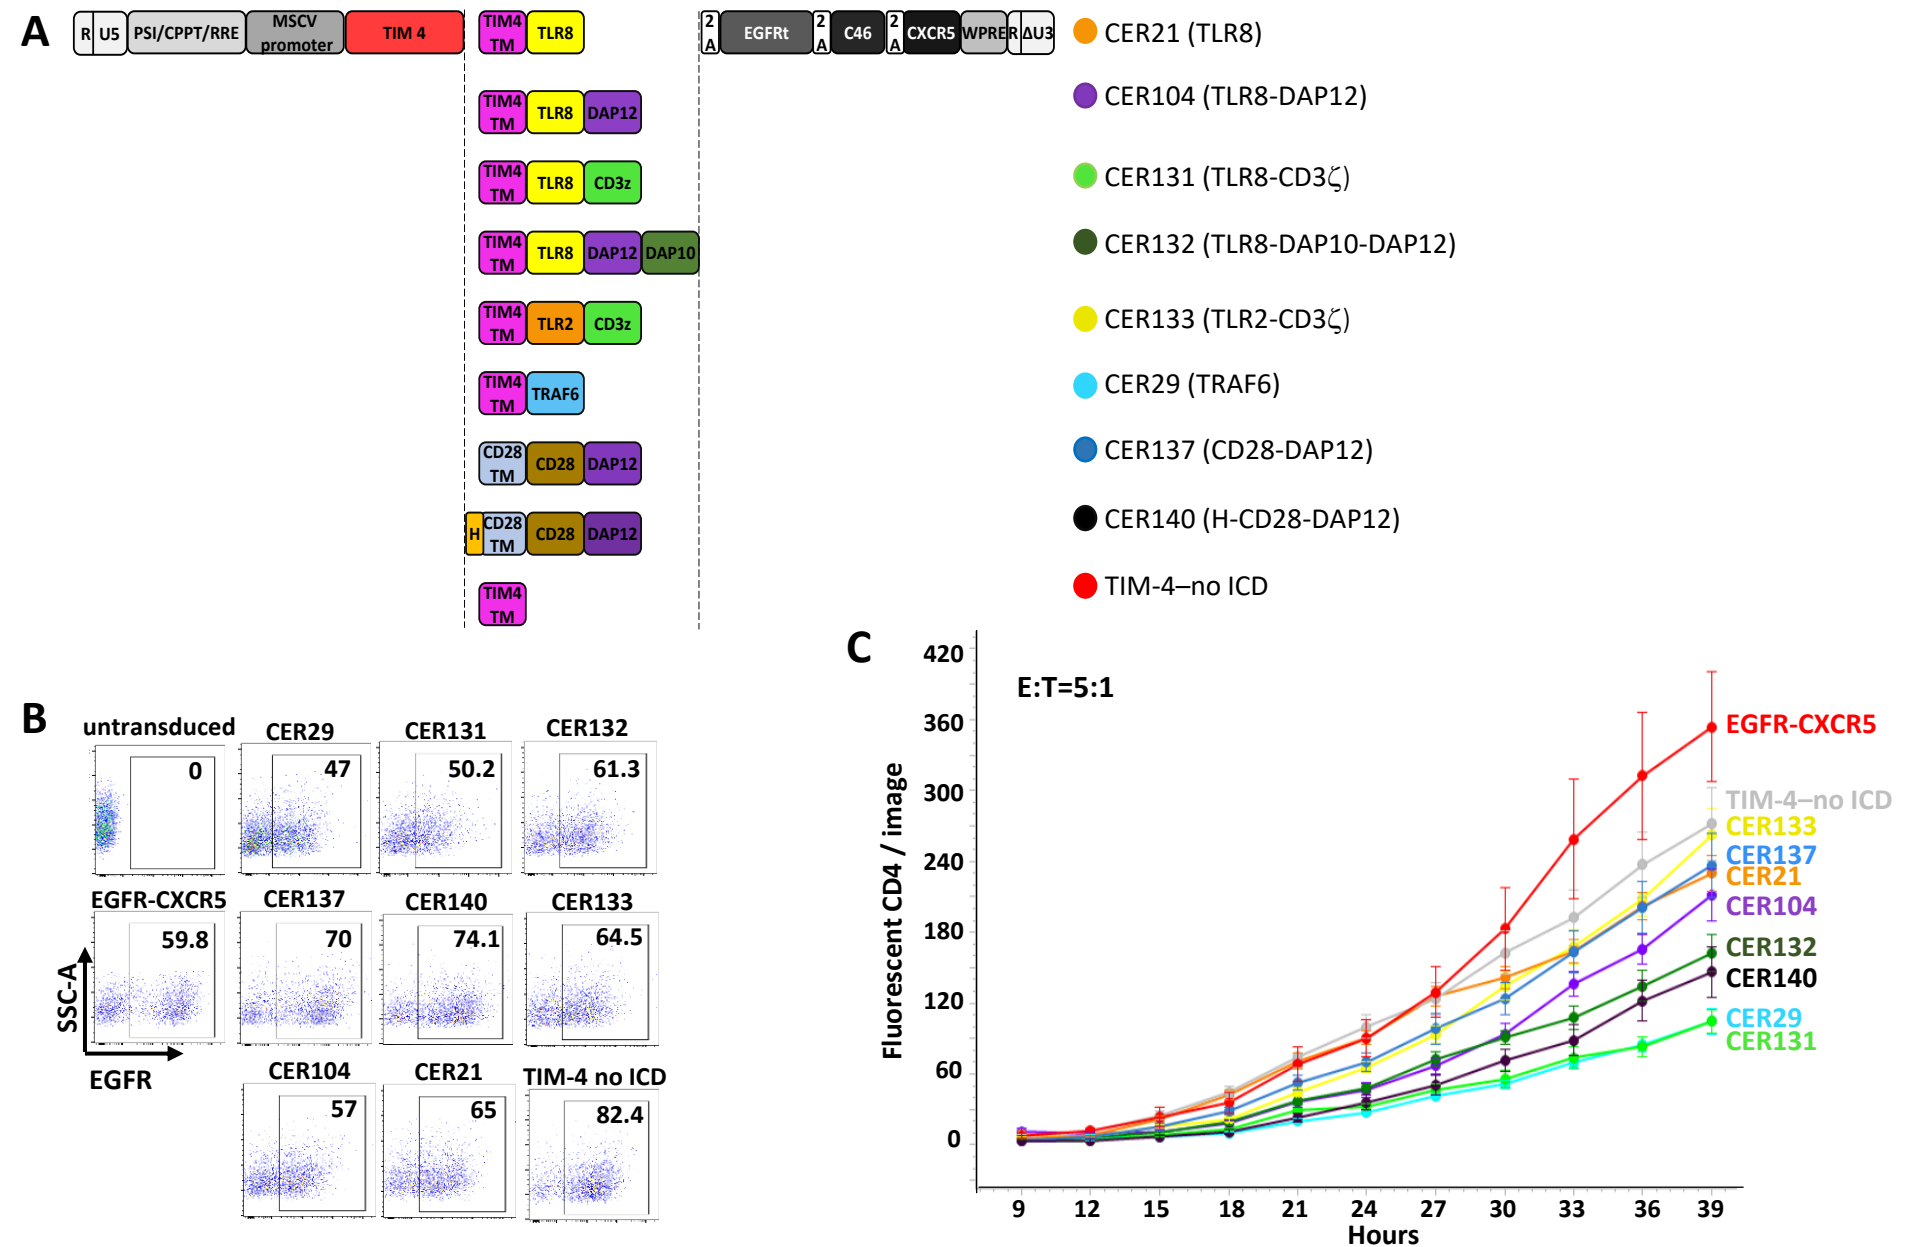 A
R U5 PSI/CPPT/RRE MSCV promoter TIM 4 TIM4 TM TLR8 2A EGFRt 2A C46 2A CXCR5 WPRE R ΔU3
TIM4 TM TLR8 DAP12
TIM4 TM TLR8 CD3z
TIM4 TM TLR8 DAP12 DAP10
TIM4 TM TLR2 CD3z
TIM4 TM TRAF6
CD28 TM CD28 DAP12
H CD28 TM CD28 DAP12
TIM4 TM
CER21 (TLR8)
CER104 (TLR8-DAP12)
CER131 (TLR8-CD3ζ)
CER132 (TLR8-DAP10-DAP12)
CER133 (TLR2-CD3ζ)
CER29 (TRAF6)
CER137 (CD28-DAP12)
CER140 (H-CD28-DAP12)
TIM-4–no ICD
B
untransduced
0
CER29
47
CER131
50.2
CER132
61.3
EGFR-CXCR5
59.8
CER137
70
CER140
74.1
CER133
64.5
CER104
57
CER21
65
TIM-4 no ICD
82.4
SSC-A
EGFR
C
E:T=5:1
Fluorescent CD4 / image
420
360
300
240
180
120
60
0
9 12 15 18 21 24 27 30 33 36 39
Hours
EGFR-CXCR5
TIM-4–no ICD
CER133
CER137
CER21
CER104
CER132
CER140
CER29
CER131